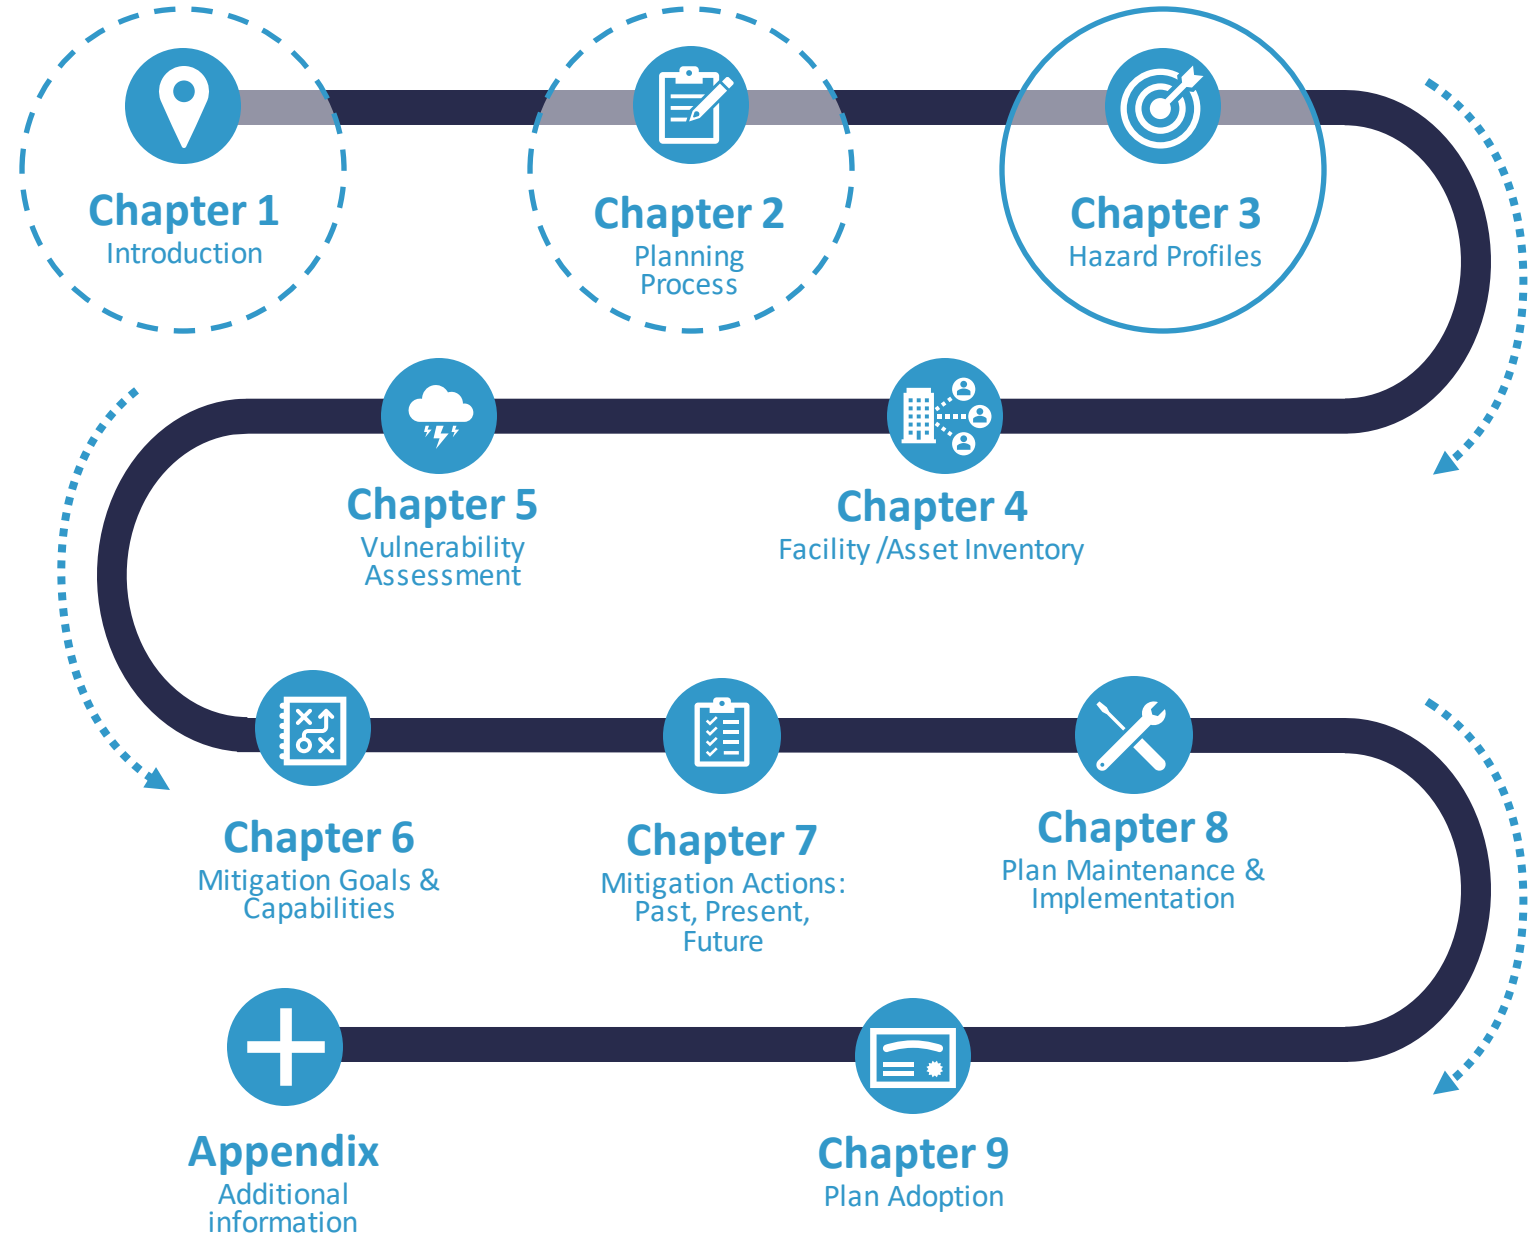 Chapter 1
Introduction
Chapter 2
Planning
Process
Chapter 3
Hazard Profiles
Chapter 5
Vulnerability
Assessment
Chapter 4
Facility /Asset Inventory
Chapter 6
Mitigation Goals &
Capabilities
Chapter 7
Mitigation Actions:
Past, Present,
Future
Chapter 8
Plan Maintenance &
Implementation
Appendix
Additional
information
Chapter 9
Plan Adoption